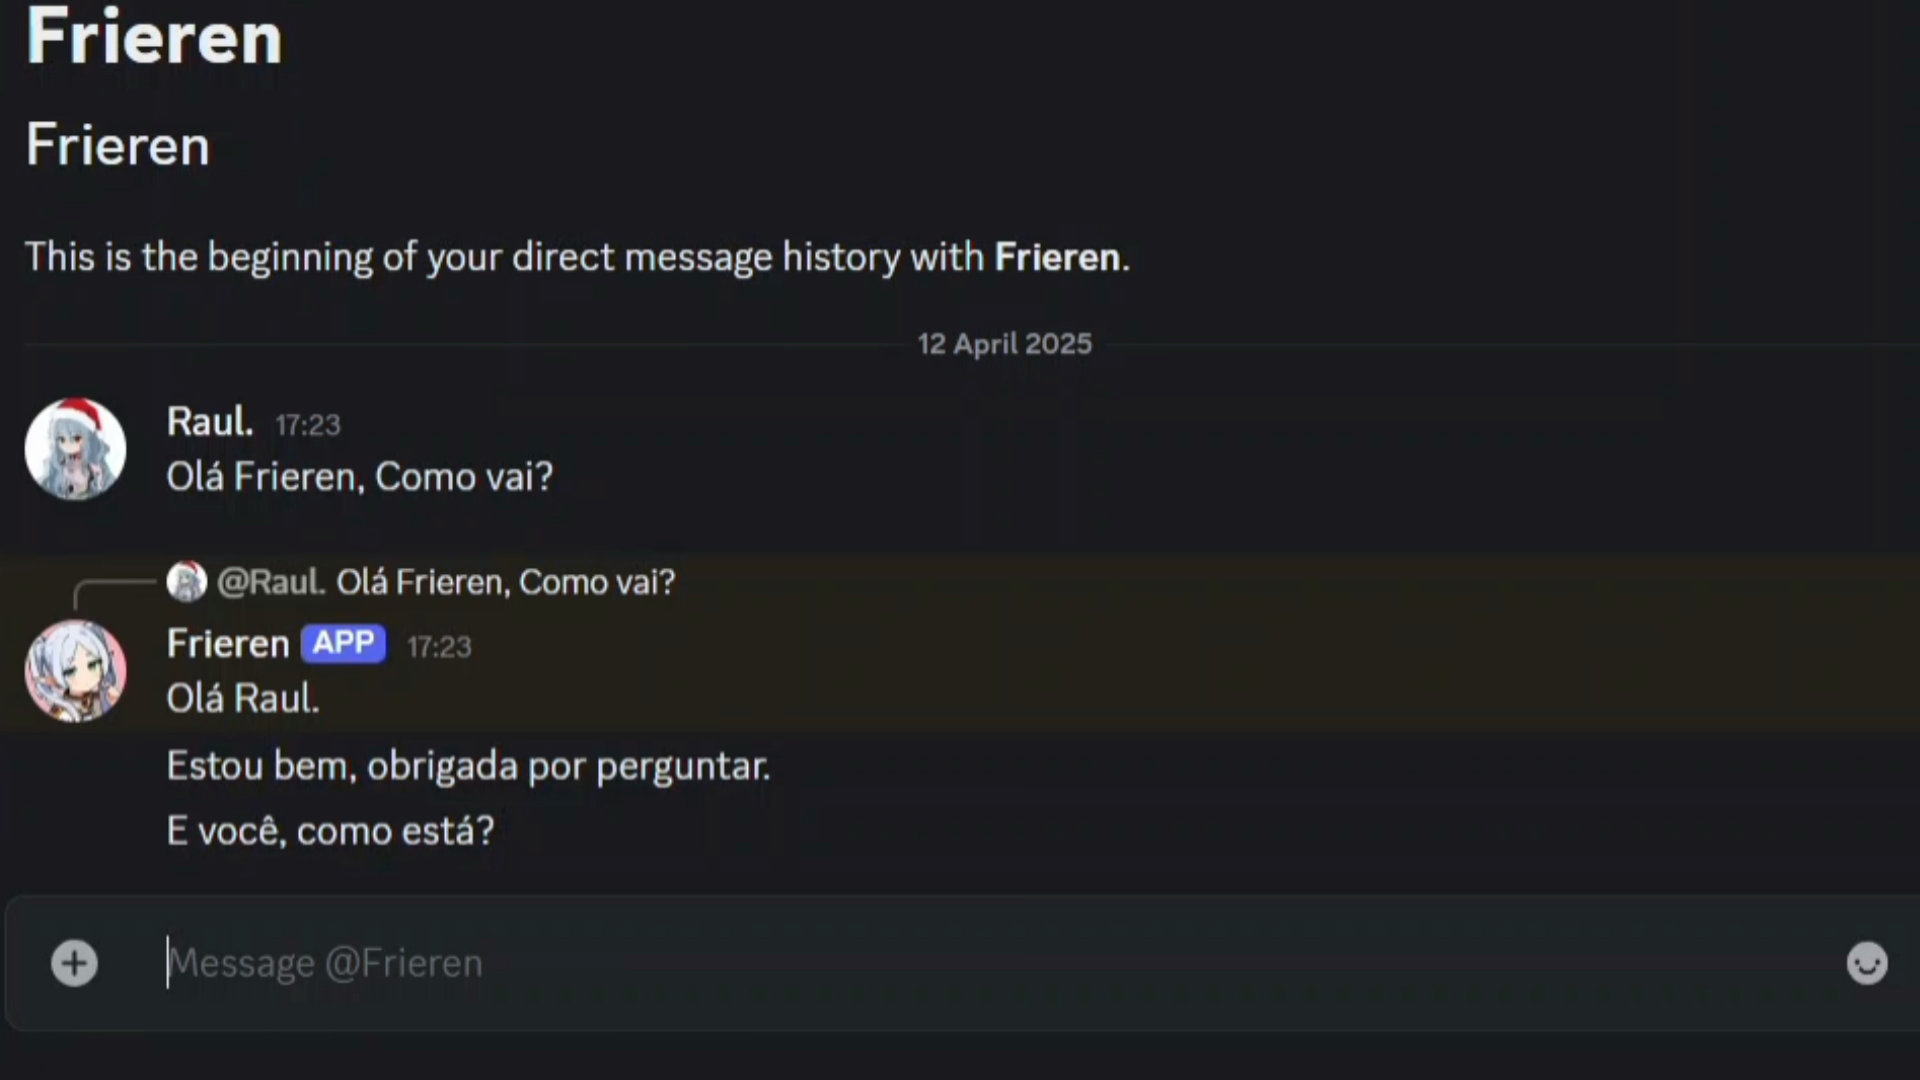 Frieren
Frieren
This is the beginning of your direct message history with Frieren.
12 April 2025
Raul. 17:23
Olá Frieren, Como vai?
@Raul. Olá Frieren, Como vai?
Frieren APP 17:23
Olá Raul.
Estou bem, obrigada por perguntar.
E você, como está?
Message @Frieren